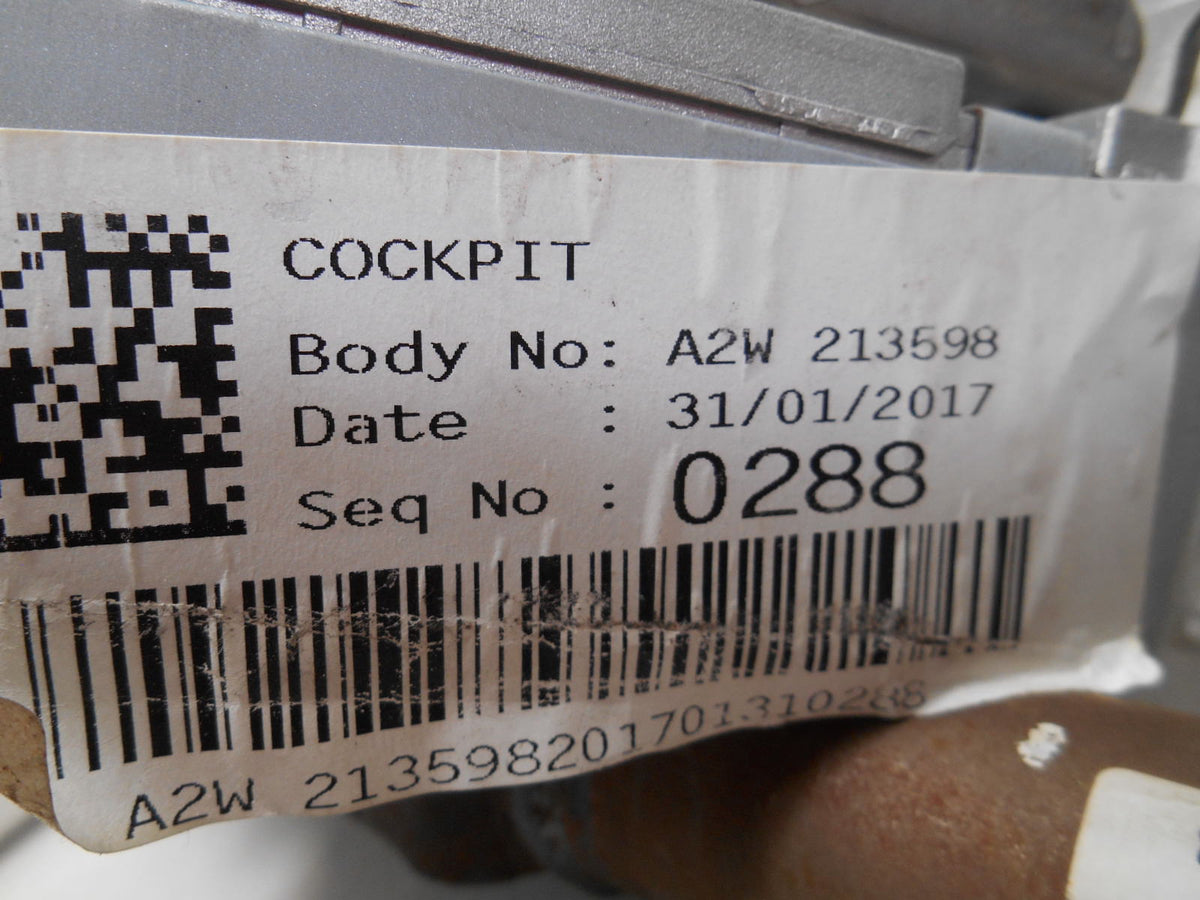 COCKPIT
Body No: A2W 213598
Date : 31/01/2017
Seq No : 0288
A2W 213598201701310288